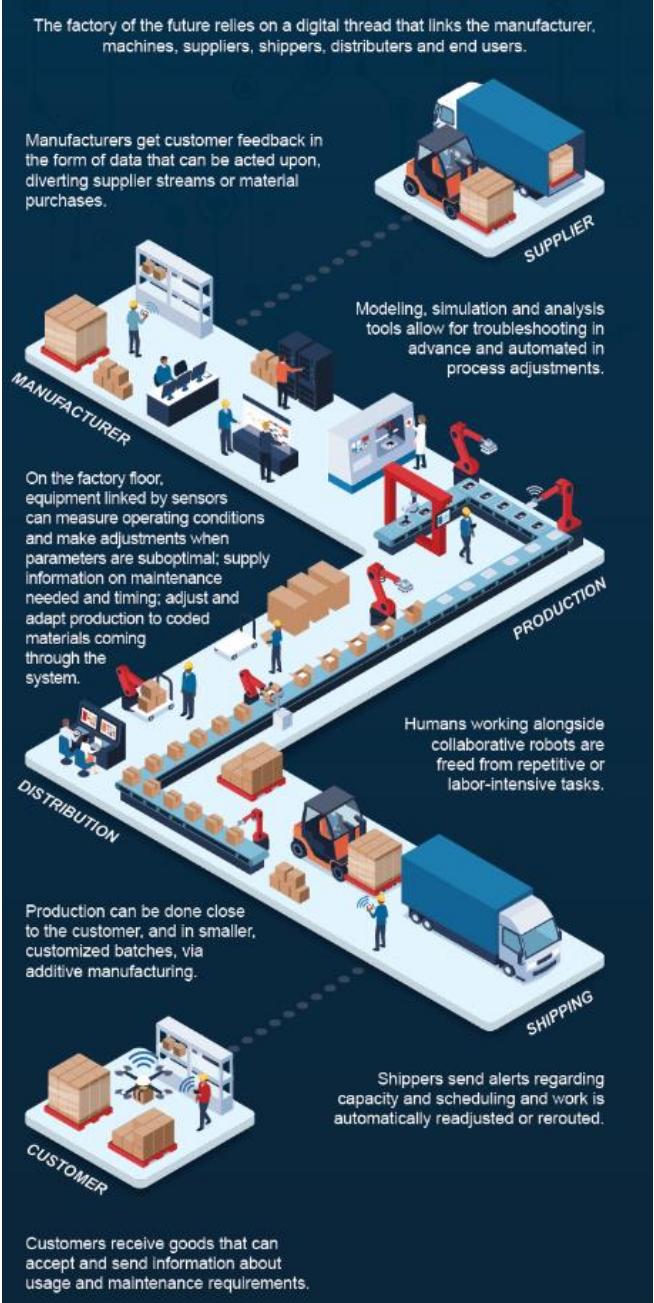 The factory of the future relies on a digital thread that links the manufacturer,
machines, suppliers, shippers, distributers and end users.
Manufacturers get customer feedback in
the form of data that can be acted upon,
diverting supplier streams or material
purchases.
SUPPLIER
Modeling, simulation and analysis
tools allow for troubleshooting in
advance and automated in
process adjustments.
MANUFACTURER
On the factory floor,
equipment linked by sensors
can measure operating conditions
and make adjustments when
parameters are suboptimal; supply
information on maintenance
needed and timing; adjust and
adapt production to coded
materials coming
through the
system.
PRODUCTION
Humans working alongside
collaborative robots are
freed from repetitive or
labor-intensive tasks.
DISTRIBUTION
Production can be done close
to the customer, and in smaller,
customized batches, via
additive manufacturing.
SHIPPING
Shippers send alerts regarding
capacity and scheduling and work is
automatically readjusted or rerouted.
CUSTOMER
Customers receive goods that can
accept and send information about
usage and maintenance requirements.